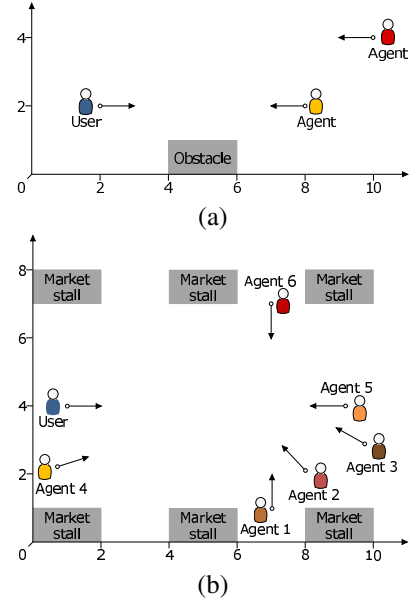 4
Agent
2
User
Agent
Obstacle
0
2
4
6
8
10
(a)
8
Market
stall
Market
stall
Agent 6
Market
stall
6
4
User
Agent 5
2
Agent 4
Agent 3
Agent 2
Market
stall
Market
stall
Agent 1
Market
stall
0
2
4
6
8
10
(b)